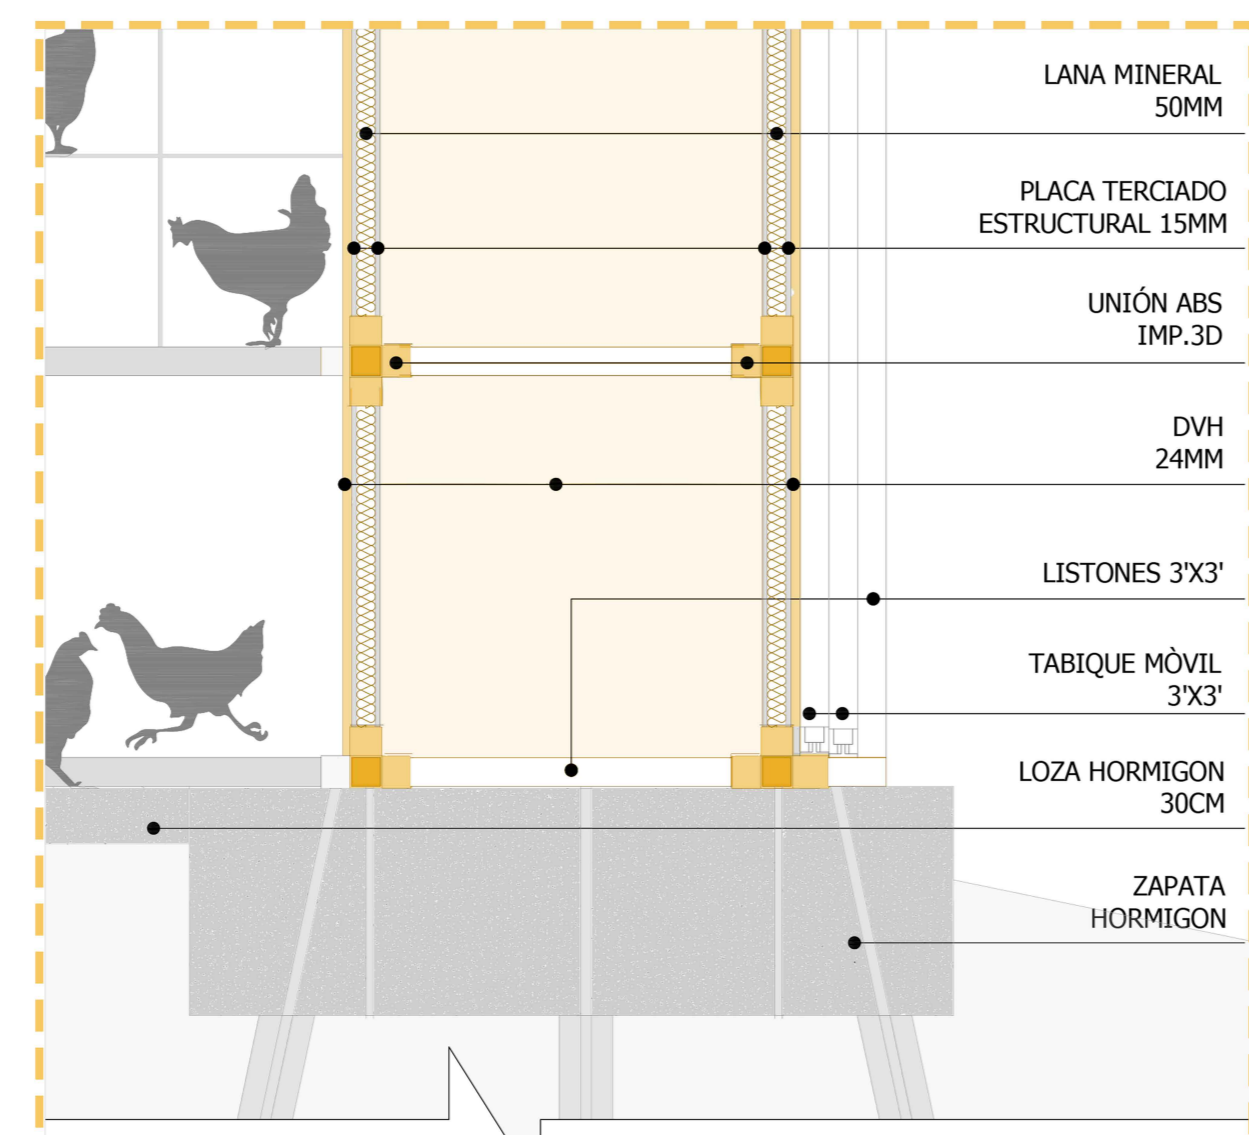 LANA MINERAL
50MM
PLACA TERCIADO
ESTRUCTURAL 15MM
UNIÓN ABS
IMP.3D
DVH
24MM
LISTONES 3'X3'
TABIQUE MÒVIL
3'X3'
LOZA HORMIGON
30CM
ZAPATA
HORMIGON